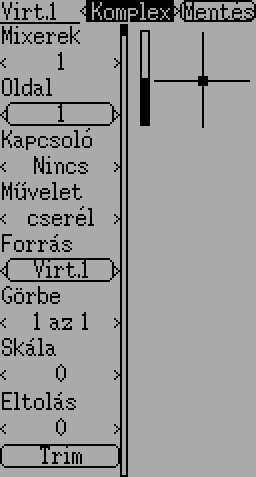 Virt.1 Komplex Mentés
Mixerek
1
Oldal
1
Kapcsoló
Nincs
Művelet
cserél
Forrás
Virt.1
Görbe
1 az 1
Skála
0
Eltolás
0
Trim